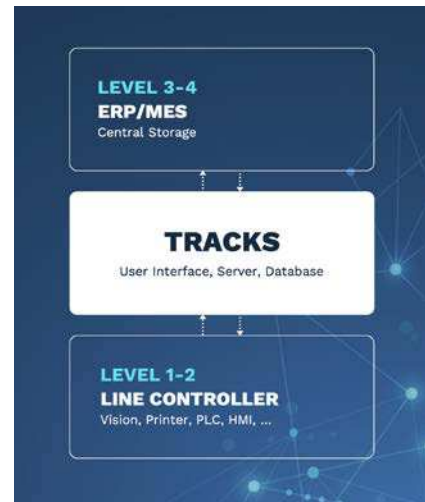 LEVEL 3-4
ERP/MES
Central Storage
TRACKS
User Interface, Server, Database
LEVEL 1-2
LINE CONTROLLER
Vision, Printer, PLC, HMI, ...